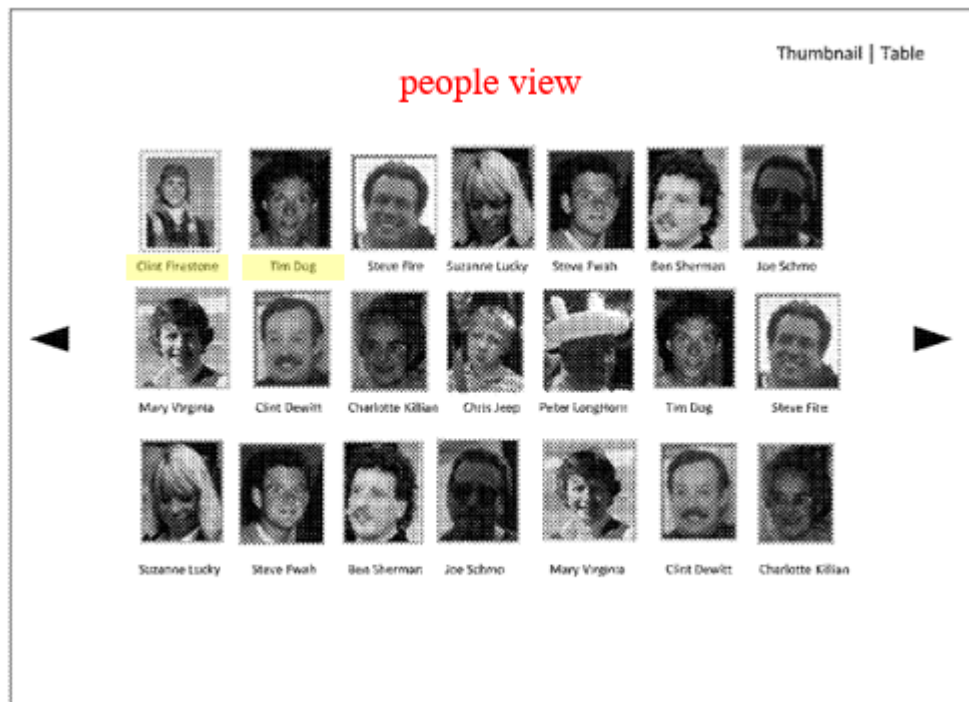 Thumbnail | Table
people view
Clint Firestone Tim Dog Steve Fire Suzanne Lucky Steve Fwah Ben Sherman Joe Schmo
Mary Virginia Clint Dewitt Charlotte Killian Chris Jeep Peter LongHorn Tim Dog Steve Fire
Suzanne Lucky Steve Fwah Ben Sherman Joe Schmo Mary Virginia Clint Dewitt Charlotte Killian